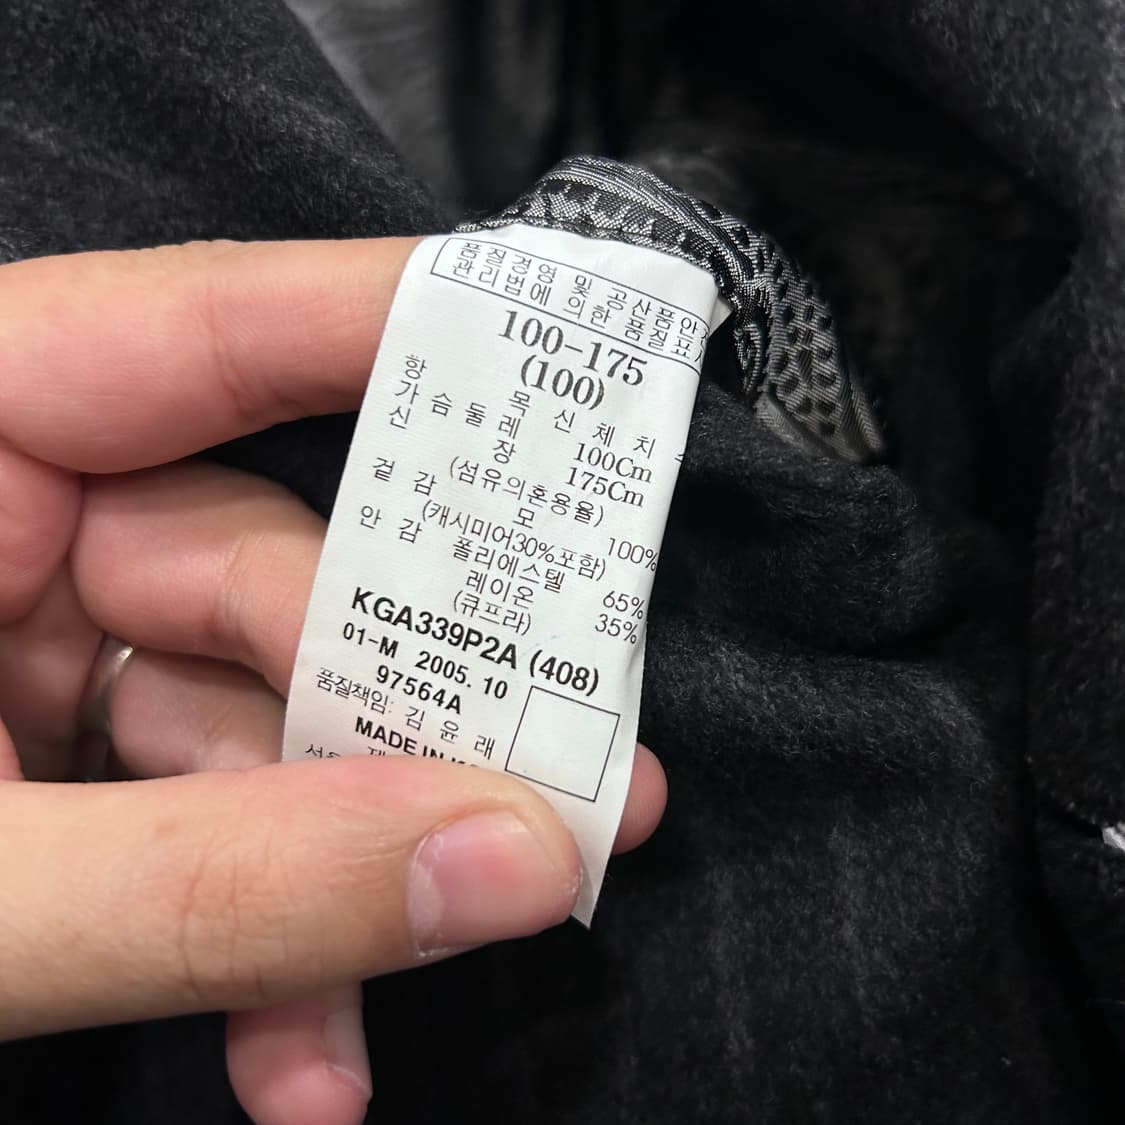 품질경영 및 공산품안전
관리법에 의한 품질표시
100-175
(100)
항 목 신 체 치
가 슴 둘 레 100Cm
신 장 175Cm
(섬유의혼용율)
겉 감 모 100%
(캐시미어30%포함)
안 감 폴리에스텔 65%
레이온 35%
(큐프라)
KGA339P2A (408)
01-M 2005. 10
97564A
품질책임: 김 윤 래
MADE IN